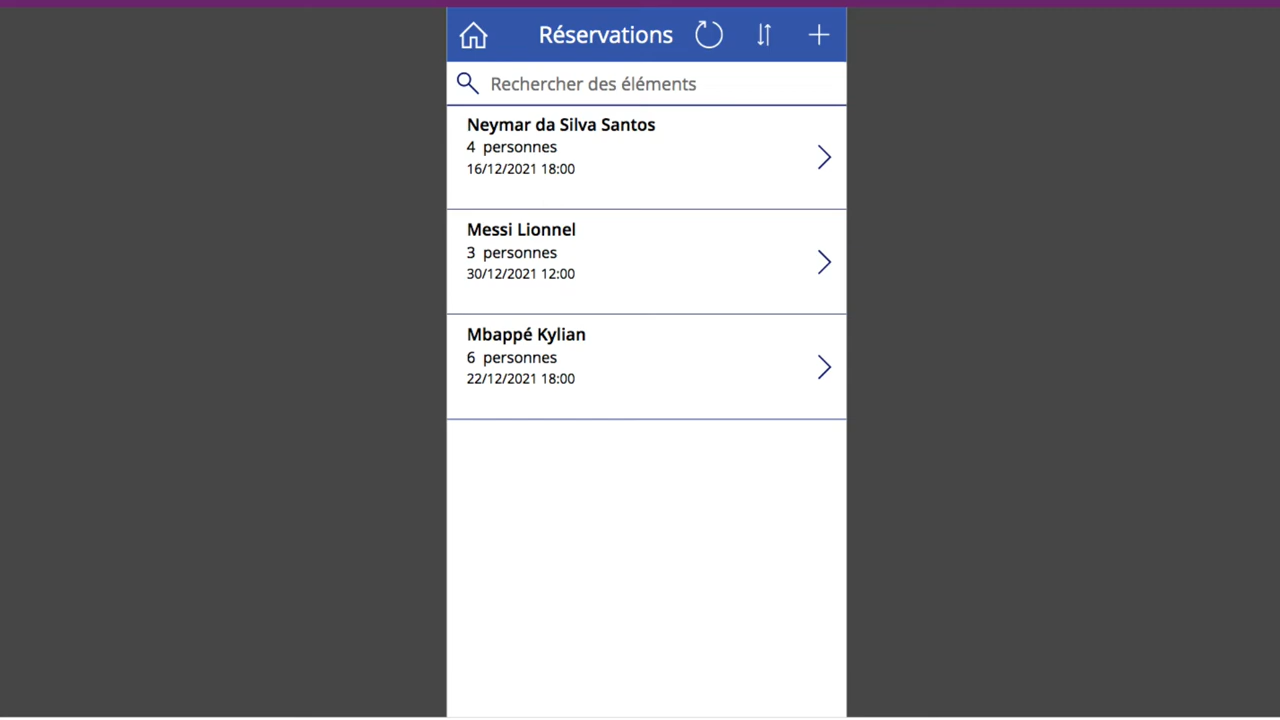 Réservations
Rechercher des éléments
Neymar da Silva Santos
4 personnes
16/12/2021 18:00
Messi Lionnel
3 personnes
30/12/2021 12:00
Mbappé Kylian
6 personnes
22/12/2021 18:00